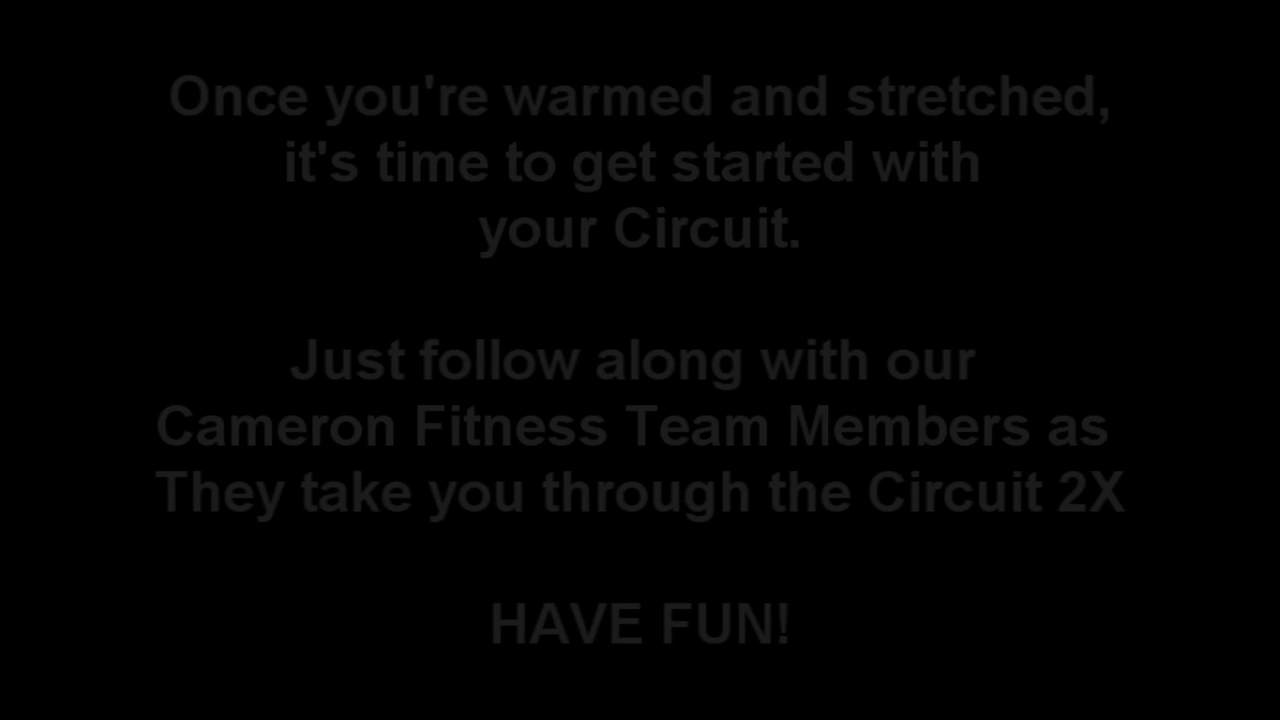 Once you're warmed and stretched,
it's time to get started with
your Circuit.
Just follow along with our
Cameron Fitness Team Members as
They take you through the Circuit 2X
HAVE FUN!